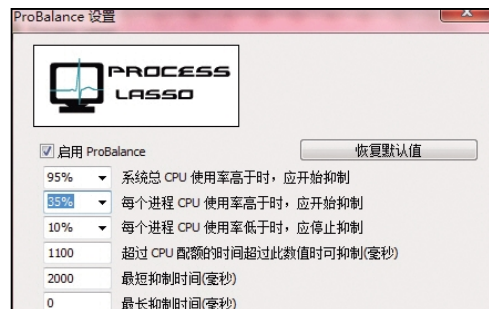 ProBalance 设置
PROCESS
LASSO
启用 ProBalance
恢复默认值
95% 系统总 CPU 使用率高于时，应开始抑制
35% 每个进程 CPU 使用率高于时，应开始抑制
10% 每个进程 CPU 使用率低于时，应停止抑制
1100 超过 CPU 配额的时间超过此数值时可抑制(毫秒)
2000 最短抑制时间(毫秒)
0 最长抑制时间(毫秒)